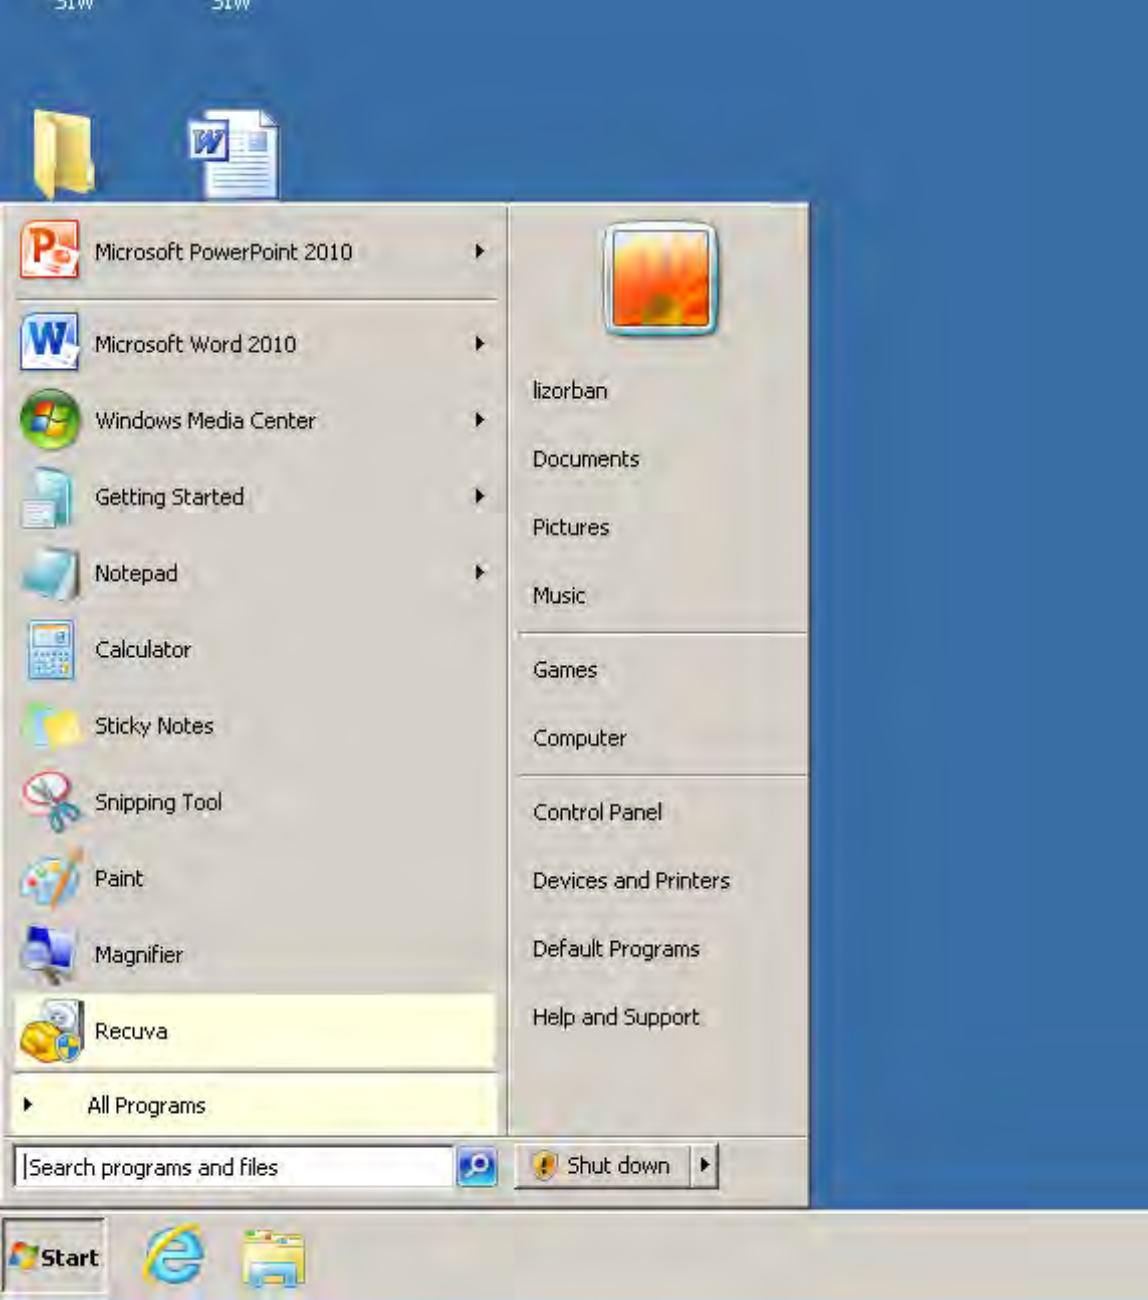 SIW SIW
Microsoft PowerPoint 2010
Microsoft Word 2010
Windows Media Center
Getting Started
Notepad
Calculator
Sticky Notes
Snipping Tool
Paint
Magnifier
Recuva
All Programs
Search programs and files
lizorban
Documents
Pictures
Music
Games
Computer
Control Panel
Devices and Printers
Default Programs
Help and Support
Shut down
Start